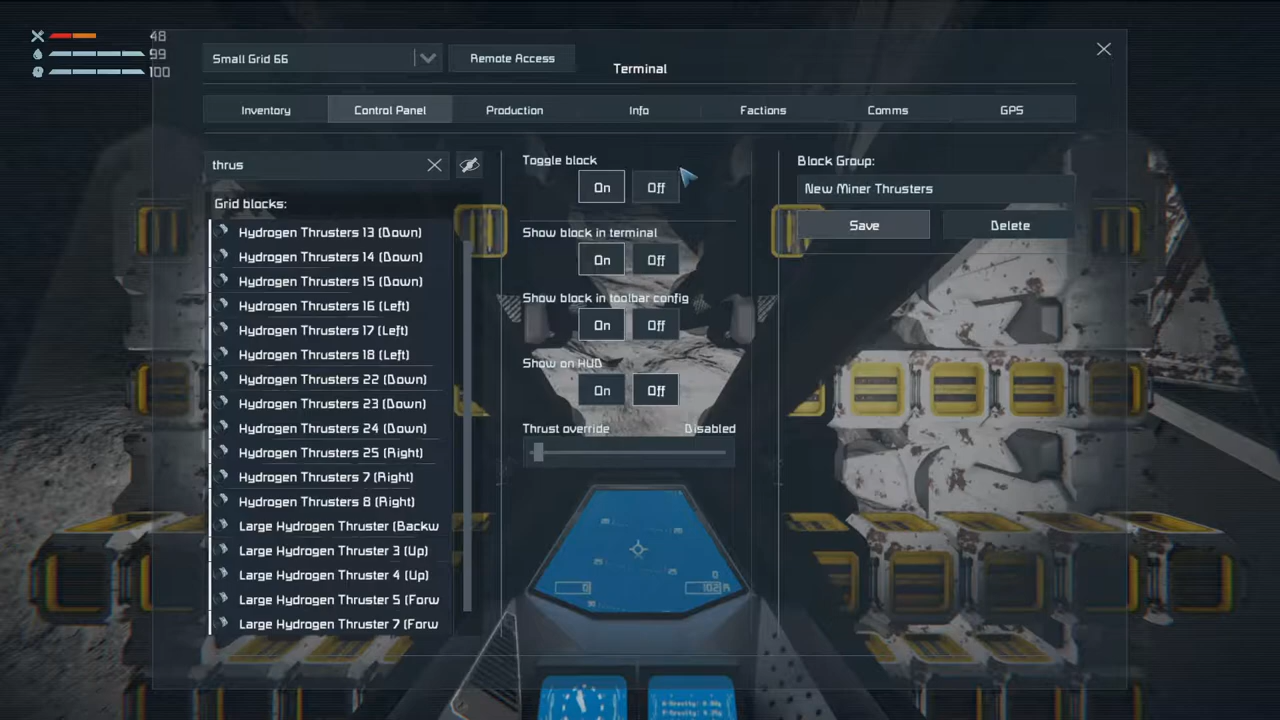 48
99
100
Small Grid 66
Remote Access
Terminal
Inventory
Control Panel
Production
Info
Factions
Comms
GPS
thrus
Grid blocks:
Hydrogen Thrusters 13 (Down)
Hydrogen Thrusters 14 (Down)
Hydrogen Thrusters 15 (Down)
Hydrogen Thrusters 16 (Left)
Hydrogen Thrusters 17 (Left)
Hydrogen Thrusters 18 (Left)
Hydrogen Thrusters 22 (Down)
Hydrogen Thrusters 23 (Down)
Hydrogen Thrusters 24 (Down)
Hydrogen Thrusters 25 (Right)
Hydrogen Thrusters 7 (Right)
Hydrogen Thrusters 8 (Right)
Large Hydrogen Thruster (Backw
Large Hydrogen Thruster 3 (Up)
Large Hydrogen Thruster 4 (Up)
Large Hydrogen Thruster 5 (Forw
Large Hydrogen Thruster 7 (Forw
Toggle block
On Off
Show block in terminal
On Off
Show block in toolbar config
On Off
Show on HUD
On Off
Thrust override Disabled
Block Group:
New Miner Thrusters
Save Delete